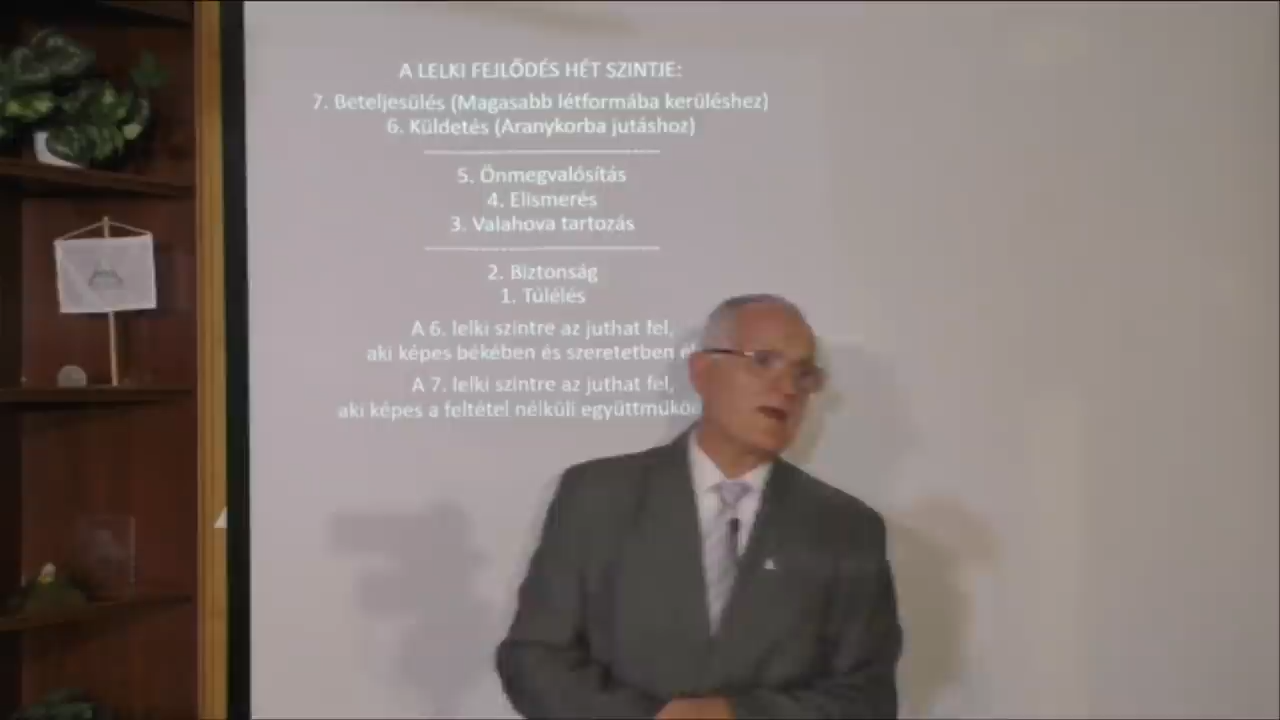 A LELKI FEJLŐDÉS HÉT SZINTJE:
7. Beteljesülés (Magasabb létformába kerüléshez)
6. Küldetés (Aranykorba jutáshoz)
5. Önmegvalósítás
4. Elismerés
3. Valahova tartozás
2. Biztonság
1. Túlélés
A 6. lelki szintre az juthat fel,
aki képes békében és szeretetben
A 7. lelki szintre az juthat fel,
aki képes a feltétel nélküli